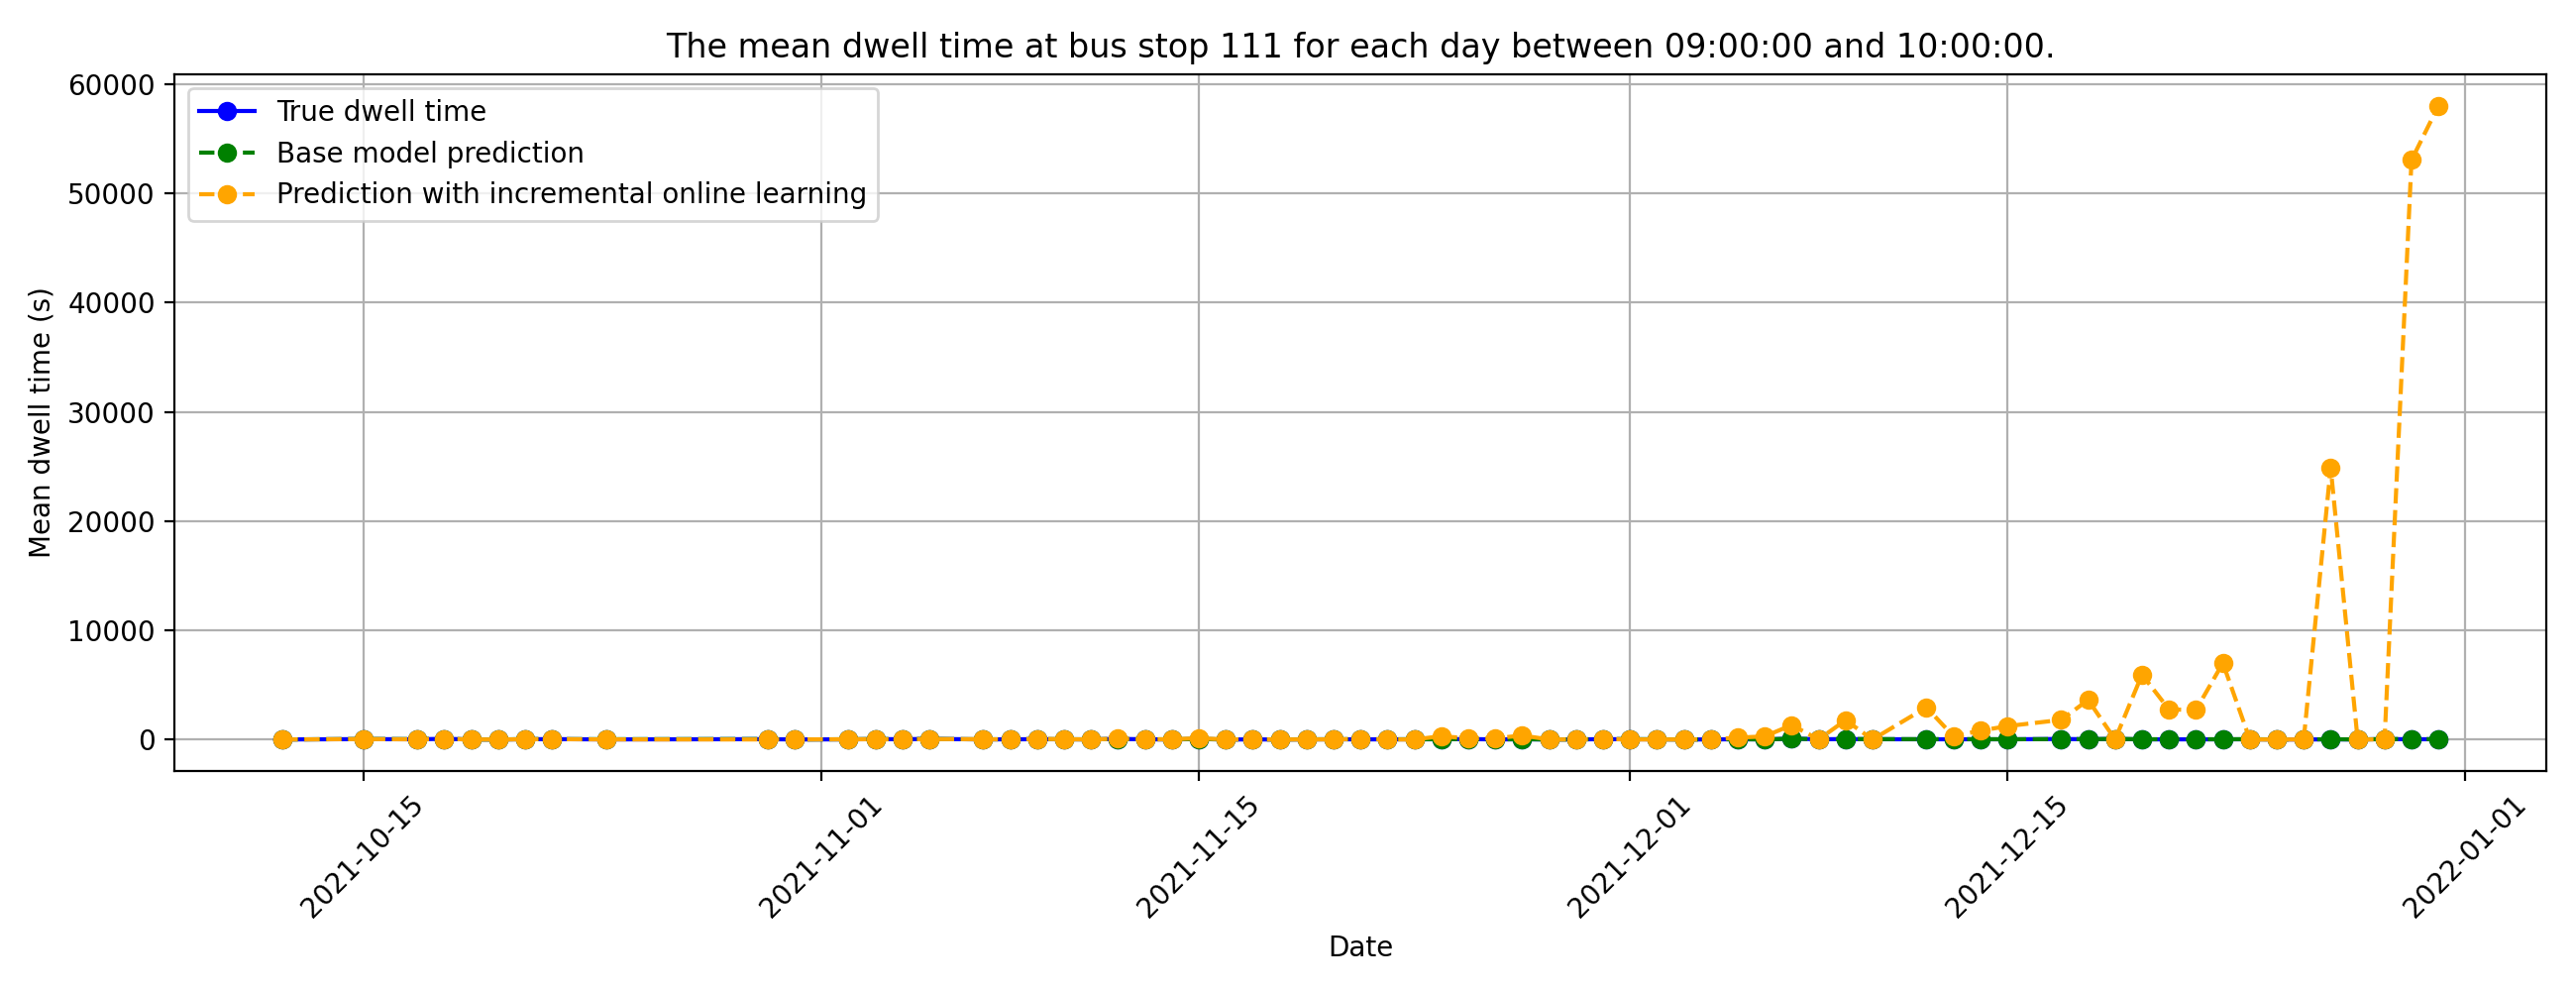 The mean dwell time at bus stop 111 for each day between 09:00:00 and 10:00:00.
60000
50000
40000
30000
20000
10000
0
Mean dwell time (s)
True dwell time
Base model prediction
Prediction with incremental online learning
2021-10-15
2021-11-01
2021-11-15
2021-12-01
2021-12-15
2022-01-01
Date